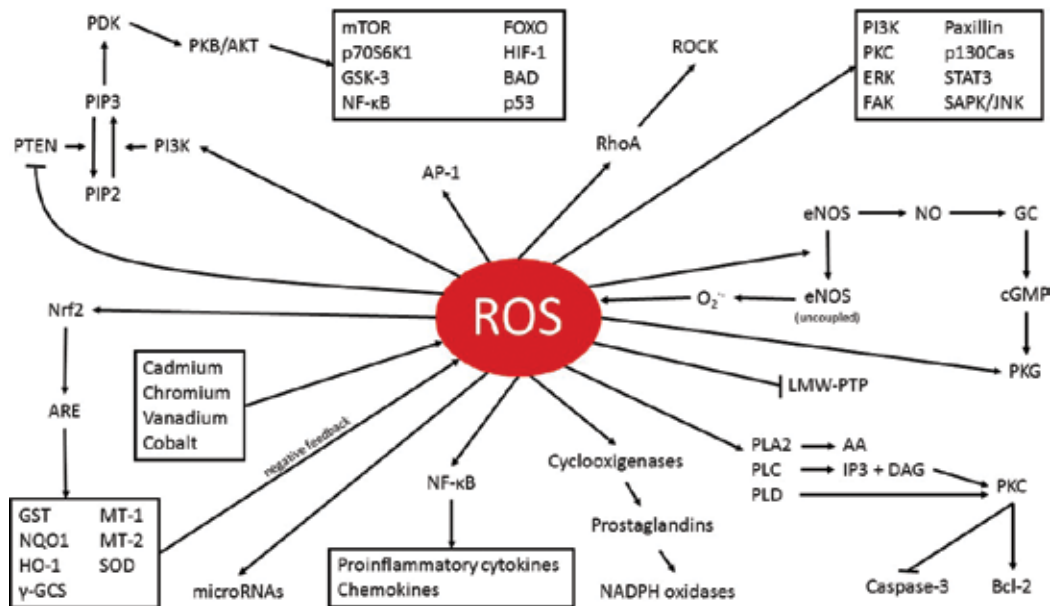 PDK
PKB/AKT
mTOR FOXO
p70S6K1 HIF-1
GSK-3 BAD
NF-κB p53
ROCK
PI3K Paxillin
PKC p130Cas
ERK STAT3
FAK SAPK/JNK
PIP3
PTEN
PI3K
PIP2
RhoA
AP-1
eNOS NO GC
ROS
Nrf2
O₂·⁻
eNOS
(uncoupled)
cGMP
Cadmium
Chromium
Vanadium
Cobalt
PKG
LMW-PTP
ARE
negative feedback
NF-κB
Cyclooxigenases
PLA2 AA
PLC IP3 + DAG
PLD
PKC
GST MT-1
NQO1 MT-2
HO-1 SOD
γ-GCS
microRNAs
Proinflammatory cytokines
Chemokines
Prostaglandins
NADPH oxidases
Caspase-3
Bcl-2